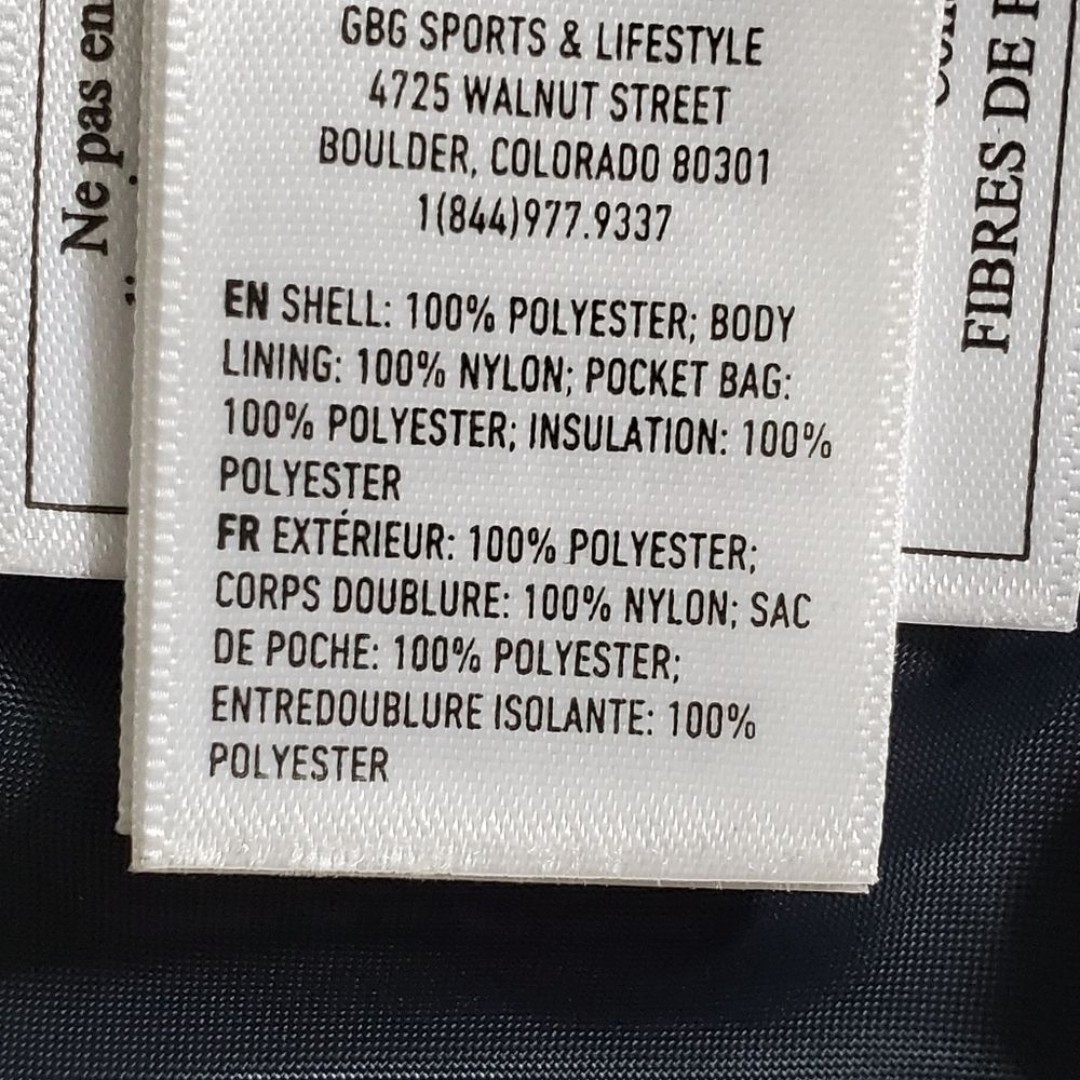 GBG SPORTS & LIFESTYLE
4725 WALNUT STREET
BOULDER, COLORADO 80301
1(844)977.9337
EN SHELL: 100% POLYESTER; BODY
LINING: 100% NYLON; POCKET BAG:
100% POLYESTER; INSULATION: 100%
POLYESTER
FR EXTÉRIEUR: 100% POLYESTER;
CORPS DOUBLURE: 100% NYLON; SAC
DE POCHE: 100% POLYESTER;
ENTREDOUBLURE ISOLANTE: 100%
POLYESTER
Ne pas en
FIBRES DE